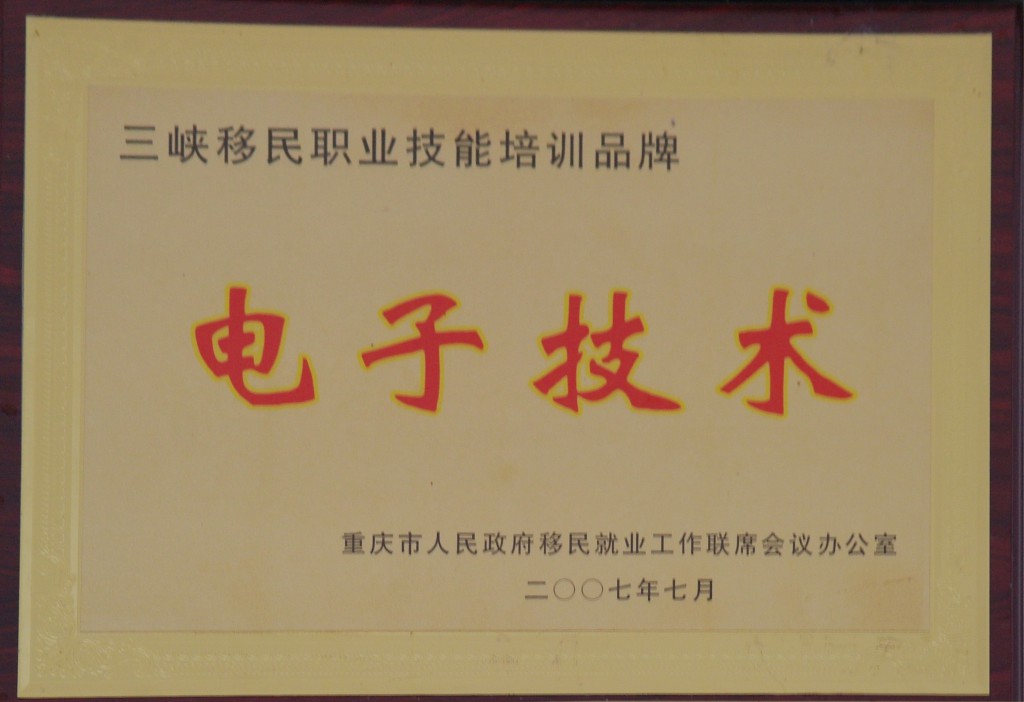 三峡移民职业技能培训品牌
电子技术
重庆市人民政府移民就业工作联席会议办公室
二〇〇七年七月